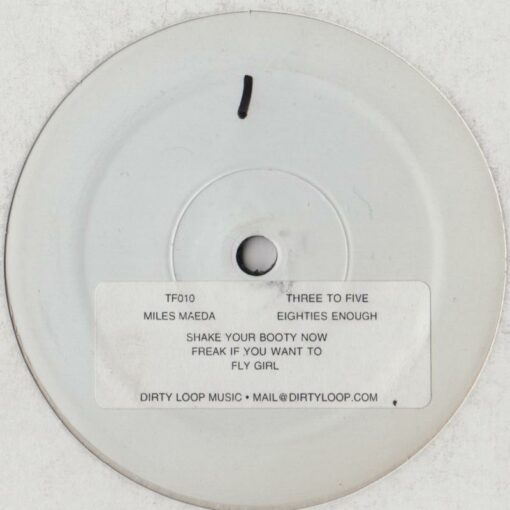 1
TF010 THREE TO FIVE
MILES MAEDA EIGHTIES ENOUGH
SHAKE YOUR BOOTY NOW
FREAK IF YOU WANT TO
FLY GIRL
DIRTY LOOP MUSIC • MAIL@DIRTYLOOP.COM